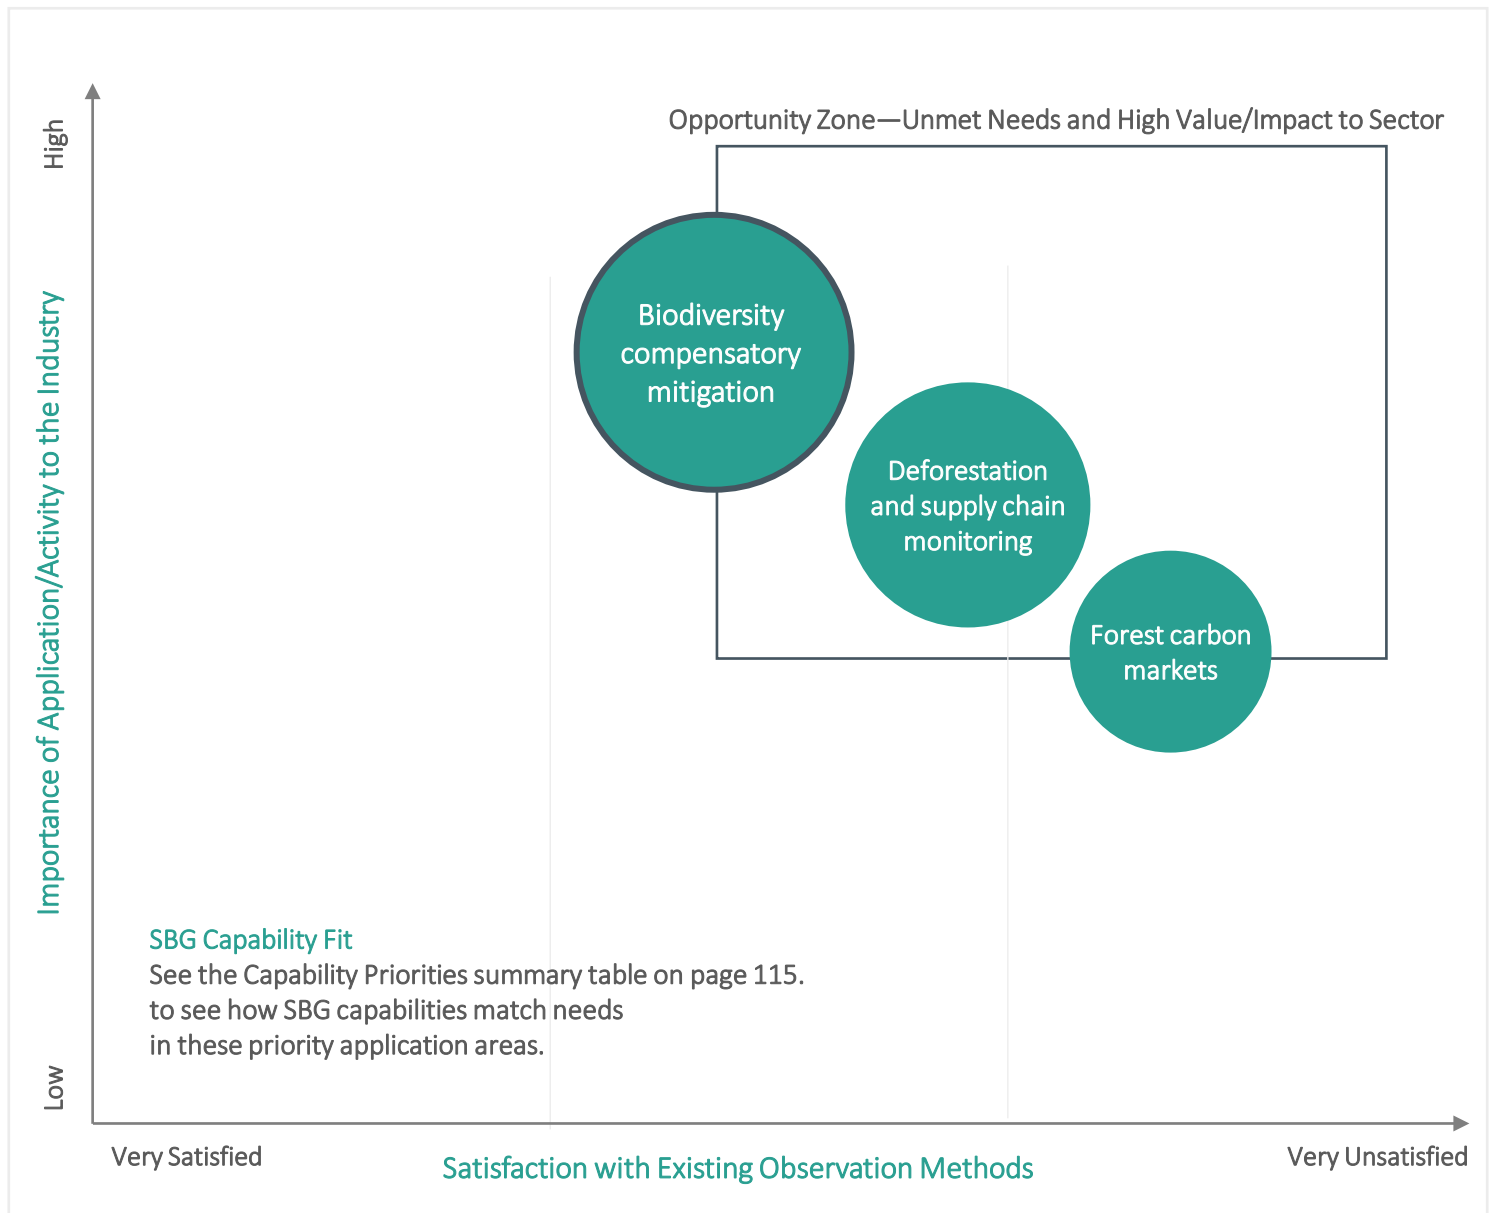 Opportunity Zone—Unmet Needs and High Value/Impact to Sector
High
Importance of Application/Activity to the Industry
Low
Biodiversity
compensatory
mitigation
Deforestation
and supply chain
monitoring
Forest carbon
markets
SBG Capability Fit
See the Capability Priorities summary table on page 115.
to see how SBG capabilities match needs
in these priority application areas.
Very Satisfied
Satisfaction with Existing Observation Methods
Very Unsatisfied